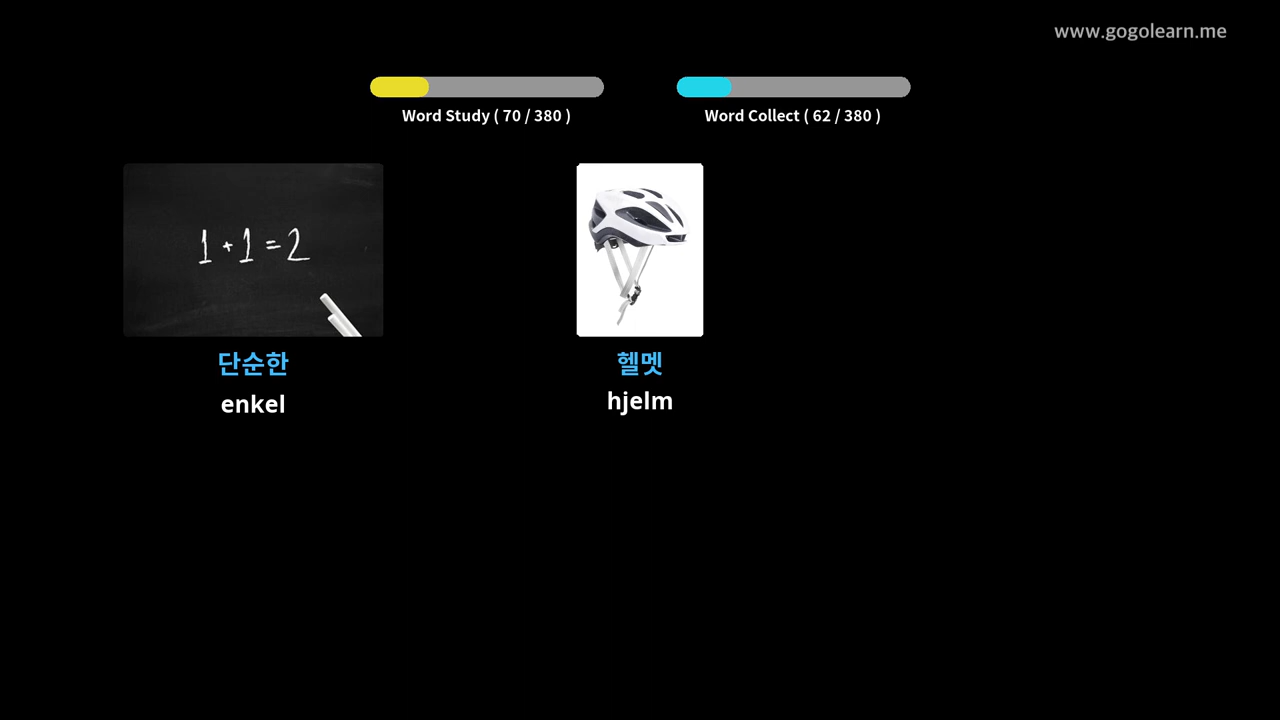 www.gogolearn.me
Word Study ( 70 / 380 )
Word Collect ( 62 / 380 )
1 + 1 = 2
단순한
enkel
헬멧
hjelm